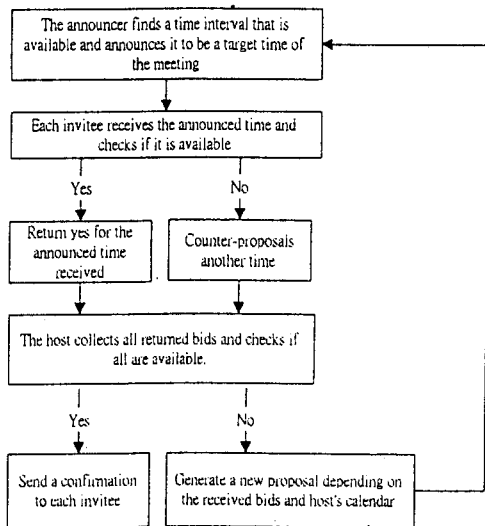 The announcer finds a time interval that is
available and announces it to be a target time of
the meeting
Each invitee receives the announced time and
checks if it is available
Yes
No
Return yes for the
announced time
received
Counter-proposals
another time
The host collects all returned bids and checks if
all are available.
Yes
No
Send a confirmation
to each invitee
Generate a new proposal depending on
the received bids and host's calendar